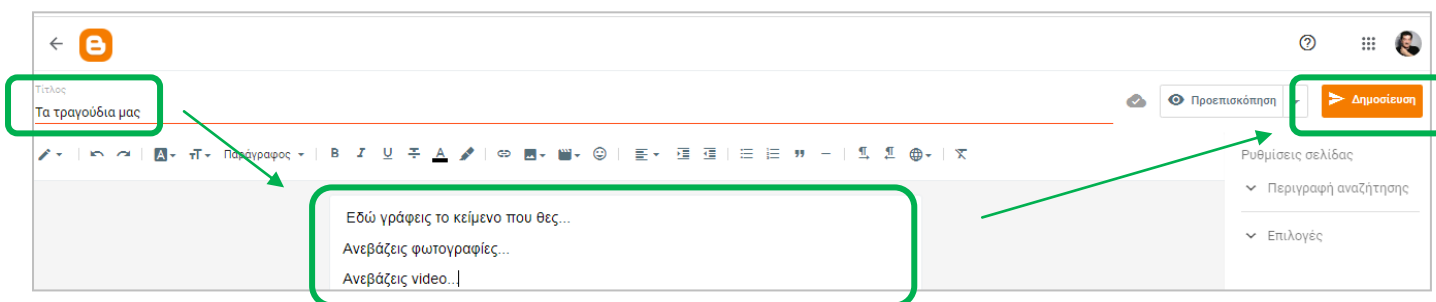 Τίτλος
Τα τραγούδια μας
Προεπισκόπηση
Δημοσίευση
Παράγραφος
B I U A
Ρυθμίσεις σελίδας
Περιγραφή αναζήτησης
Επιλογές
Εδώ γράφεις το κείμενο που θες...
Ανεβάζεις φωτογραφίες...
Ανεβάζεις video...